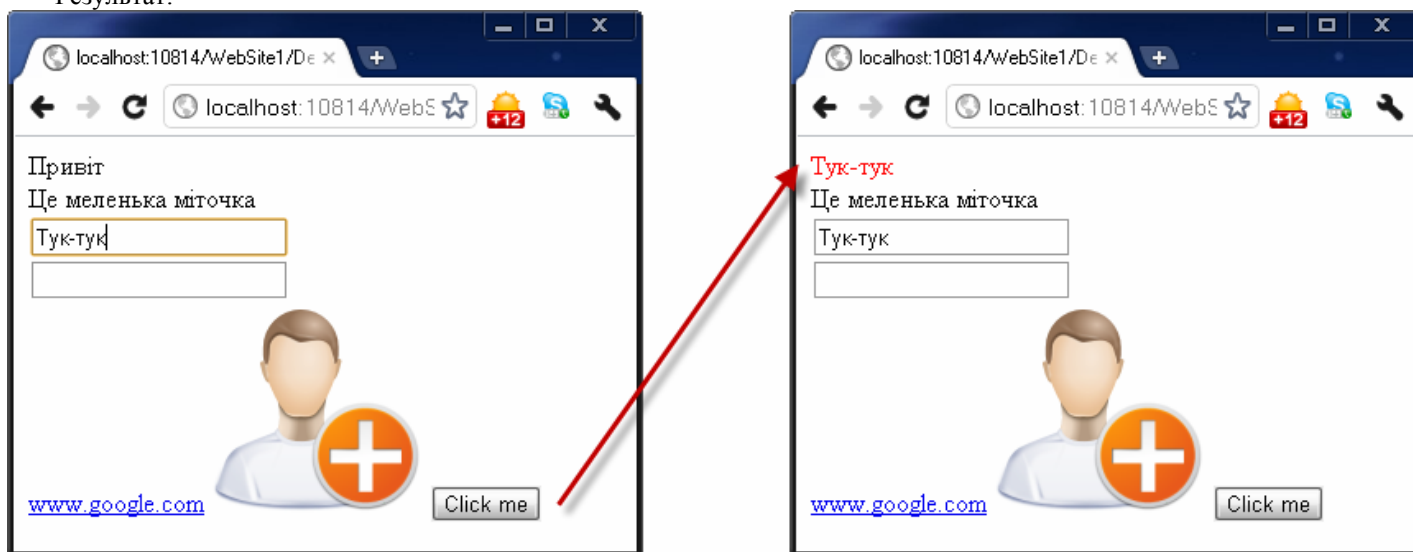 Результат:
localhost:10814/WebSite1/De
localhost:10814/WebS
+12
Привіт
Це меленька міточка
Тук-тук
www.google.com
Click me
localhost:10814/WebSite1/De
localhost:10814/WebS
+12
Тук-тук
Це меленька міточка
Тук-тук
www.google.com
Click me